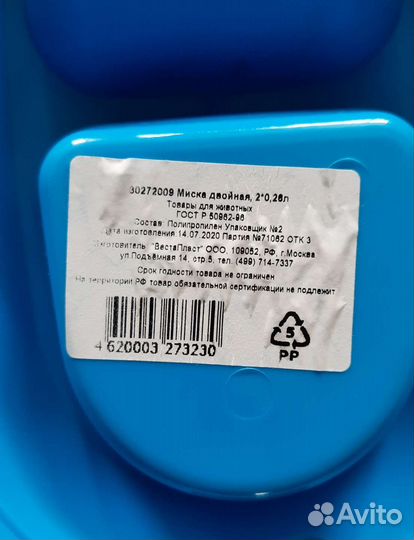 30272009 Миска двойная, 2*0,26л
Товары для животных
ГОСТ Р 50962-96
Состав: Полипропилен Упаковщик №2
Дата изготовления 14.07.2020 Партия №71062 ОТК 3
Изготовитель: "ВестаПласт" ООО, 109052, РФ, г.Москва
ул.Подъёмная 14, стр.5, тел. (499) 714-7337
Срок годности товара не ограничен
На территории РФ товар обязательной сертификации не подлежит
4 620003 273230
5
PP
Avito